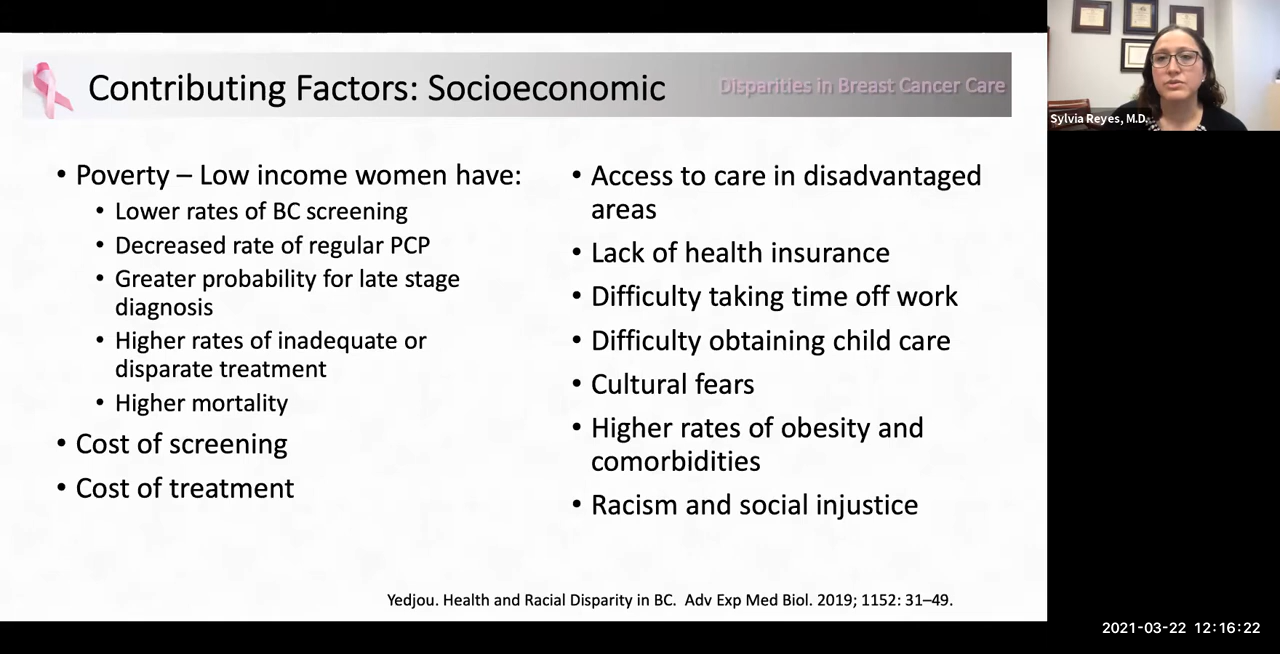 Contributing Factors: Socioeconomic
Disparities in Breast Cancer Care
• Poverty – Low income women have:
• Lower rates of BC screening
• Decreased rate of regular PCP
• Greater probability for late stage
diagnosis
• Higher rates of inadequate or
disparate treatment
• Higher mortality
• Cost of screening
• Cost of treatment
• Access to care in disadvantaged
areas
• Lack of health insurance
• Difficulty taking time off work
• Difficulty obtaining child care
• Cultural fears
• Higher rates of obesity and
comorbidities
• Racism and social injustice
Yedjou. Health and Racial Disparity in BC. Adv Exp Med Biol. 2019; 1152: 31–49.
Sylvia Reyes, M.D.
2021-03-22 12:16:22